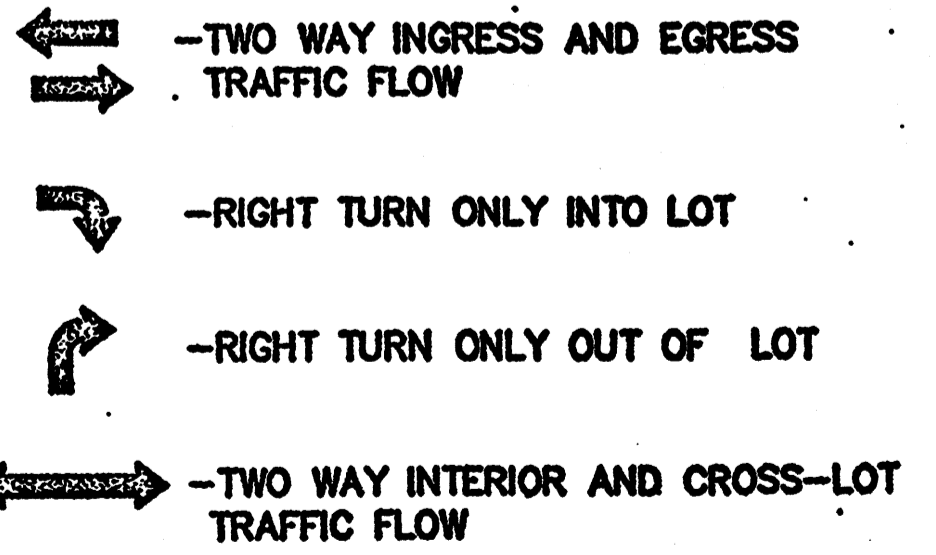 -TWO WAY INGRESS AND EGRESS
TRAFFIC FLOW
-RIGHT TURN ONLY INTO LOT
-RIGHT TURN ONLY OUT OF LOT
-TWO WAY INTERIOR AND CROSS-LOT
TRAFFIC FLOW